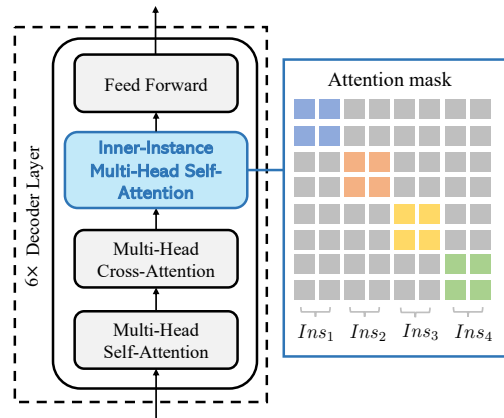 6× Decoder Layer
Feed Forward
Inner-Instance
Multi-Head Self-
Attention
Multi-Head
Cross-Attention
Multi-Head
Self-Attention
Attention mask
Ins₁ Ins₂ Ins₃ Ins₄